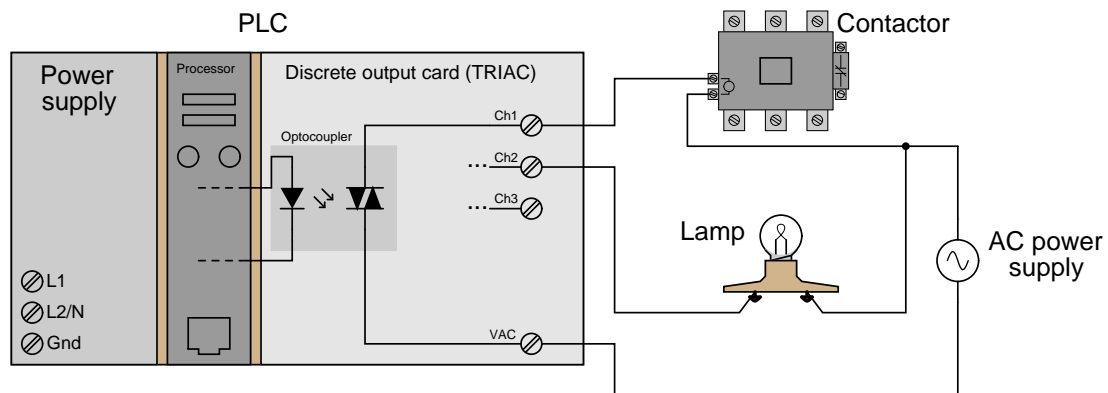 PLC
Contactor
Power
supply
Processor
Discrete output card (TRIAC)
Ch1
Optocoupler
... Ch2
... Ch3
Lamp
AC power
supply
L1
L2/N
Gnd
VAC